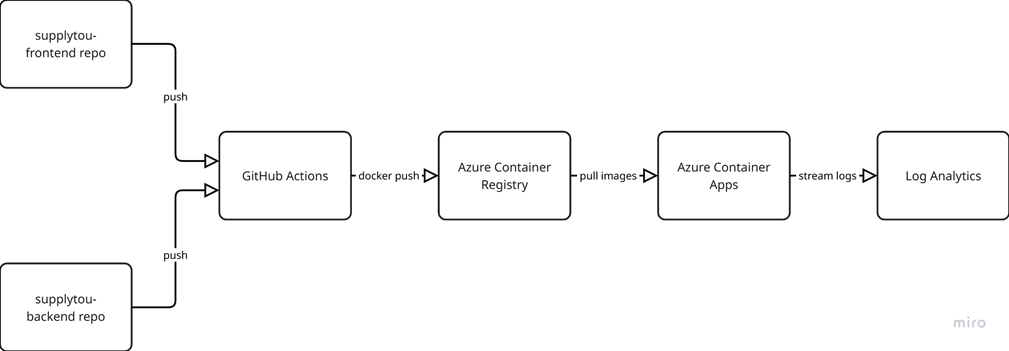 supplytou-
frontend repo
push
GitHub Actions
docker push
Azure Container
Registry
pull images
Azure Container
Apps
stream logs
Log Analytics
push
supplytou-
backend repo
miro